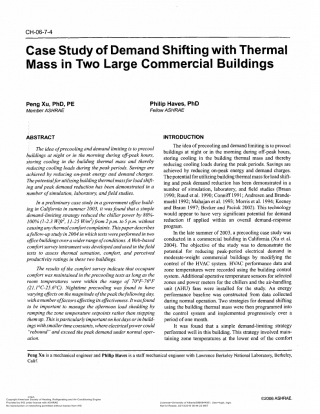 CH-06-7-4
Case Study of Demand Shifting with Thermal
Mass in Two Large Commercial Buildings
Peng Xu, PhD, PE
Member ASHRAE
Philip Haves, PhD
Fellow ASHRAE
ABSTRACT
The idea of precooling and demand limiting is to precool
buildings at night or in the morning during off-peak hours,
storing cooling in the building thermal mass and thereby
reducing cooling loads during the peak periods. Savings are
achieved by reducing on-peak energy and demand charges.
The potential for utilizing building thermal mass for load shift-
ing and peak demand reduction has been demonstrated in a
number of simulation, laboratory, and field studies.
In a preliminary case study in a government office build-
ing in California in summer 2003, it was found that a simple
demand-limiting strategy reduced the chiller power by 80%-
100% (1-2.3 W/ft², 11-25 W/m²) from 2 p.m. to 5 p.m. without
causing any thermal comfort complaints. This paper describes
a follow-up study in 2004 in which tests were performed in two
office buildings over a wider range of conditions. A Web-based
comfort survey instrument was developed and used in the field
tests to assess thermal sensation, comfort, and perceived
productivity ratings in these two buildings.
The results of the comfort survey indicate that occupant
comfort was maintained in the precooling tests as long as the
room temperatures were within the range of 70°F-76°F
Nighttime precooling was found to have
varying effects on the magnitude of the peak the following day,
with a number of factors affecting its effectiveness. It was found
to be important to manage the afternoon load shedding by
ramping the zone temperature setpoints rather than stepping
them up. This is particularly important on hot days or in build-
ings with smaller time constants, where electrical power could
"rebound" and exceed the peak demand under normal oper-
ation.
INTRODUCTION
The idea of precooling and demand limiting is to precool
buildings at night or in the morning during off-peak hours,
storing cooling in the building thermal mass and thereby
reducing cooling loads during the peak periods. Savings are
achieved by reducing on-peak energy and demand charges.
The potential for utilizing building thermal mass for load shift-
ing and peak demand reduction has been demonstrated in a
number of simulation, laboratory, and field studies (Braun
1990; Ruud et al. 1990; Conniff 1991; Andresen and Brande-
muehl 1992; Mahajan et al. 1993; Morris et al. 1994; Keeney
and Braun 1997; Becker and Paciuk 2002). This technology
would appear to have very significant potential for demand
reduction if applied within an overall demand-response
program.
In the late summer of 2003, a precooling case study was
conducted in a commercial building in California (Xu et al.
2004). The objective of the study was to demonstrate the
potential for reducing peak-period electrical demand in
moderate-weight commercial buildings by modifying the
control of the HVAC system. HVAC performance data and
zone temperatures were recorded using the building control
system. Additional operative temperature sensors for selected
zones and power meters for the chillers and the air-handling
unit (AHU) fans were installed for the study. An energy
performance baseline was constructed from data collected
during normal operation. Two strategies for demand shifting
using the building thermal mass were then programmed into
the control system and implemented progressively over a
period of one month.
It was found that a simple demand-limiting strategy
performed well in this building. This strategy involved main-
taining zone temperatures at the lower end of the comfort
Peng Xu is a mechanical engineer and Philip Haves is a staff mechanical engineer with Lawrence Berkeley National Laboratory, Berkeley,
Calif.
©2006 ASHRAE